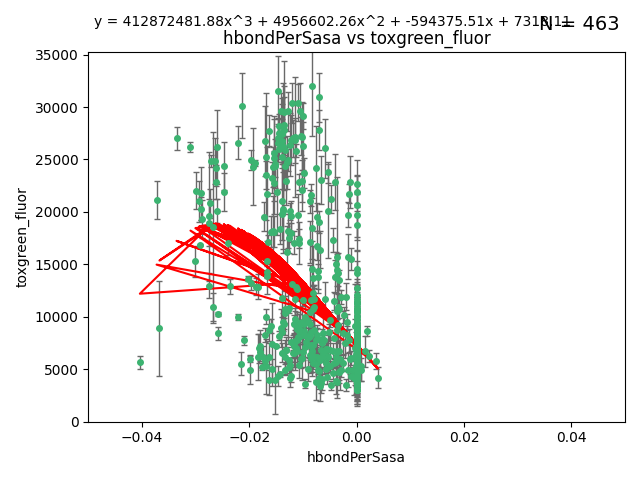 y = 412872481.88x^3 + 4956602.26x^2 + -594375.51x + 
N = 463
hbondPerSasa vs toxgreen_fluor
35000
30000
25000
20000
15000
10000
5000
0
toxgreen_fluor
−0.04
−0.02
0.00
0.02
0.04
hbondPerSasa